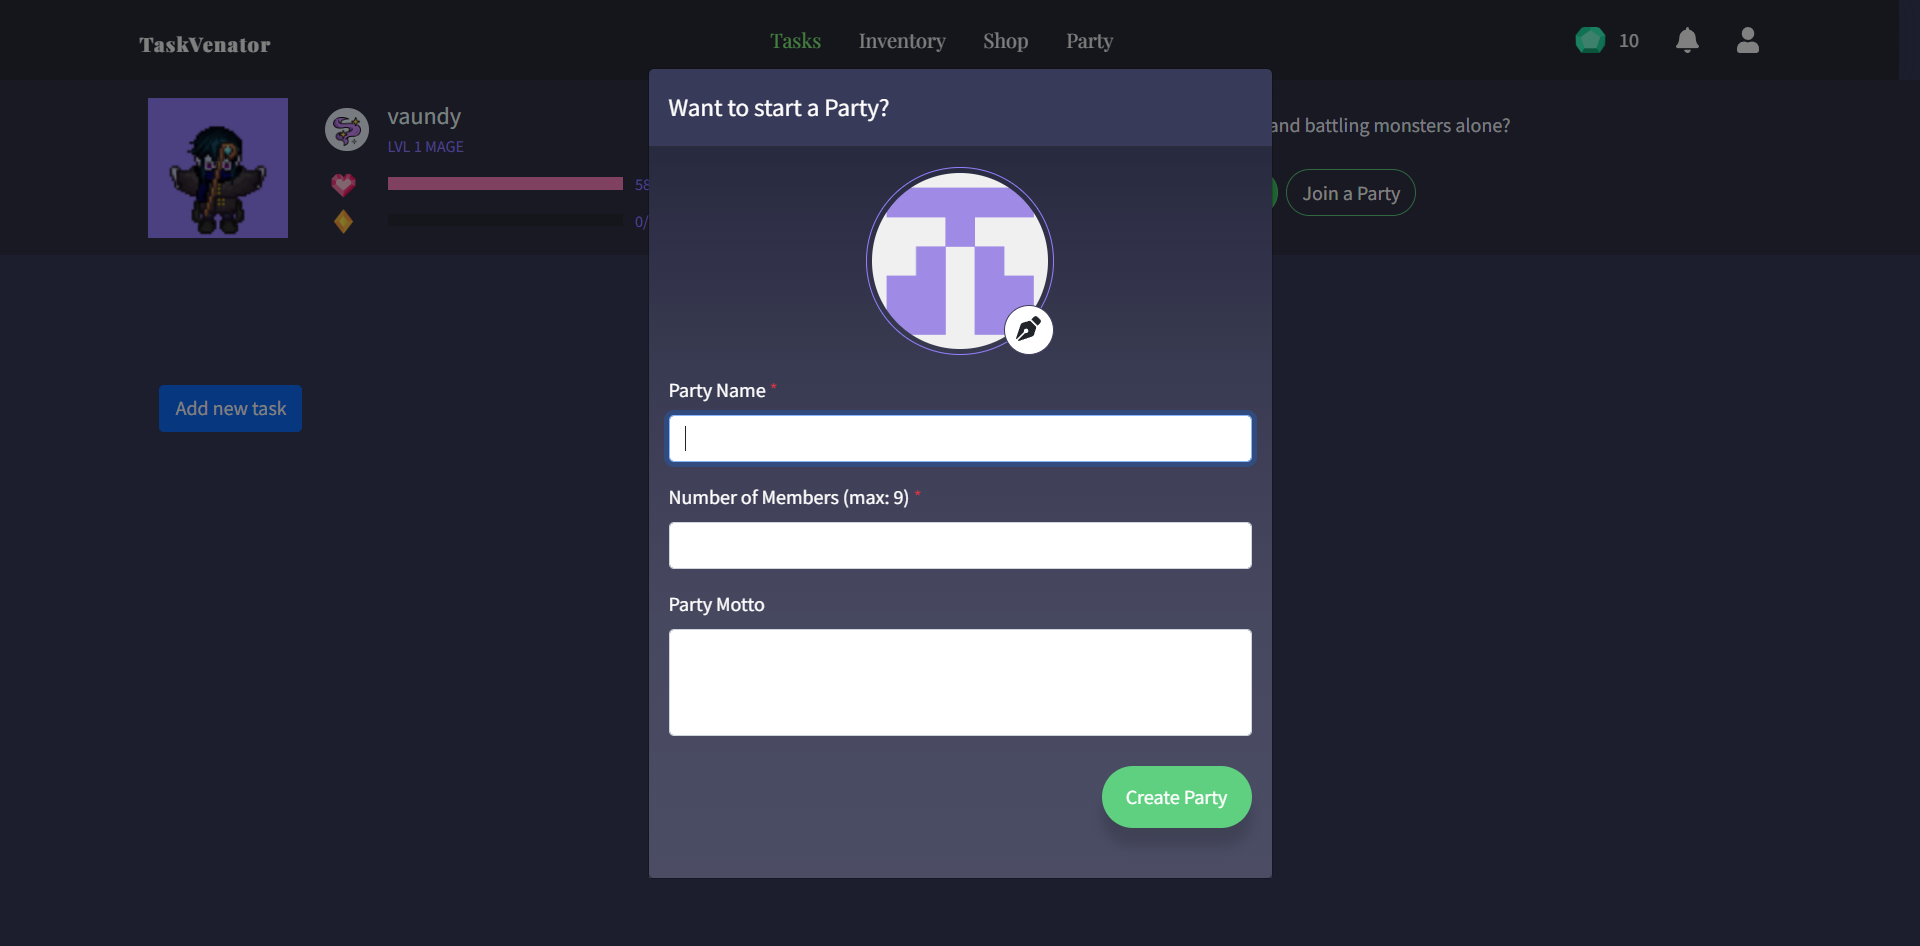 TaskVenator
Tasks Inventory Shop Party
10
vaundy
LVL 1 MAGE
58
0/
and battling monsters alone?
Join a Party
Add new task
Want to start a Party?
Party Name *
Number of Members (max: 9) *
Party Motto
Create Party